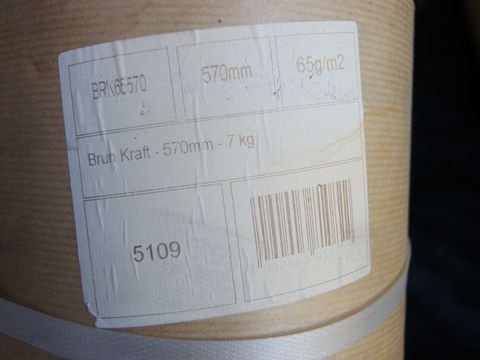 BRK65570
570mm
65g/m2
Brun Kraft - 570mm - 7 kg
5109